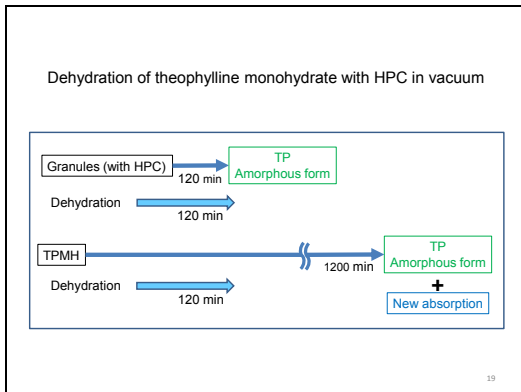 Dehydration of theophylline monohydrate with HPC in vacuum
Granules (with HPC)
120 min
TP
Amorphous form
Dehydration
120 min
TPMH
1200 min
TP
Amorphous form
Dehydration
120 min
+
New absorption
19